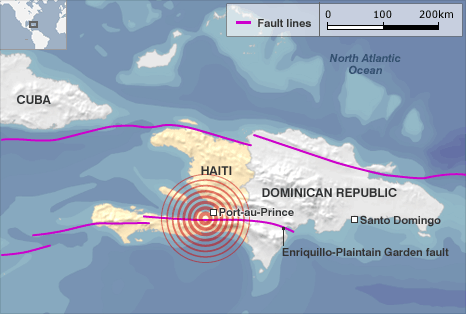 Fault lines
0 100 200km
North Atlantic
Ocean
CUBA
HAITI
DOMINICAN REPUBLIC
Port-au-Prince
Santo Domingo
Enriquillo-Plaintain Garden fault